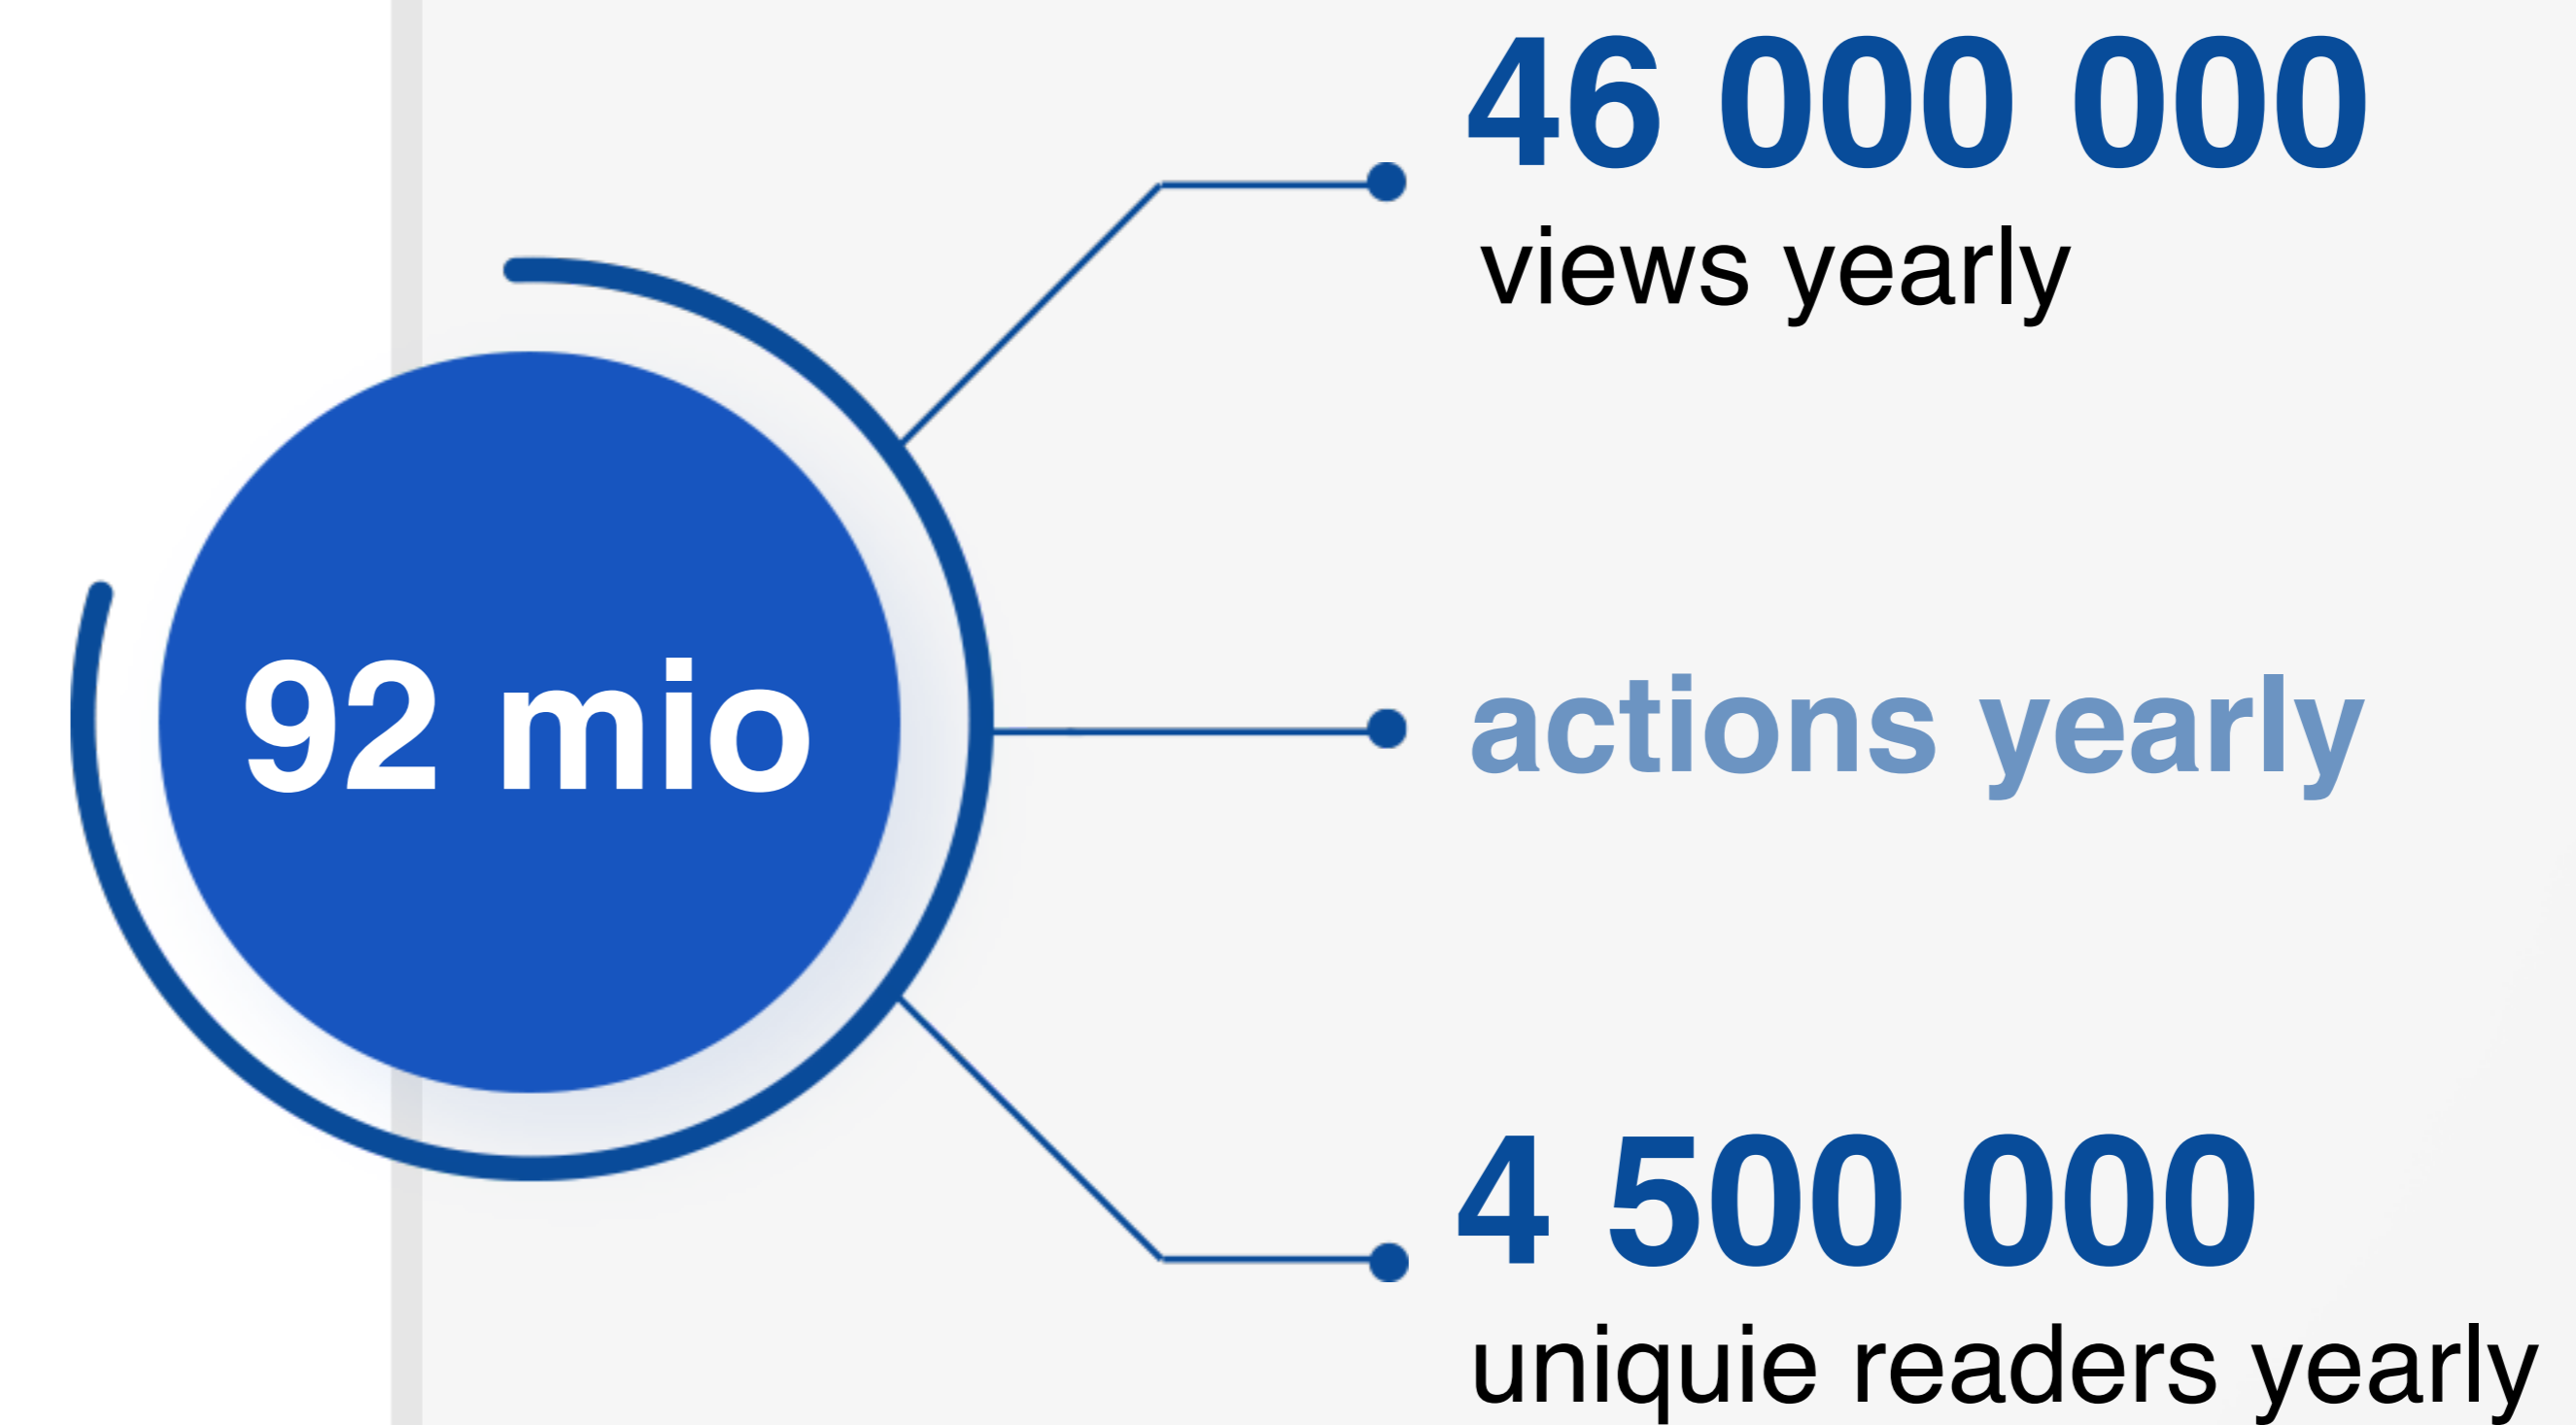 46 000 000
views yearly
92 mio
actions yearly
4 500 000
uniquie readers yearly